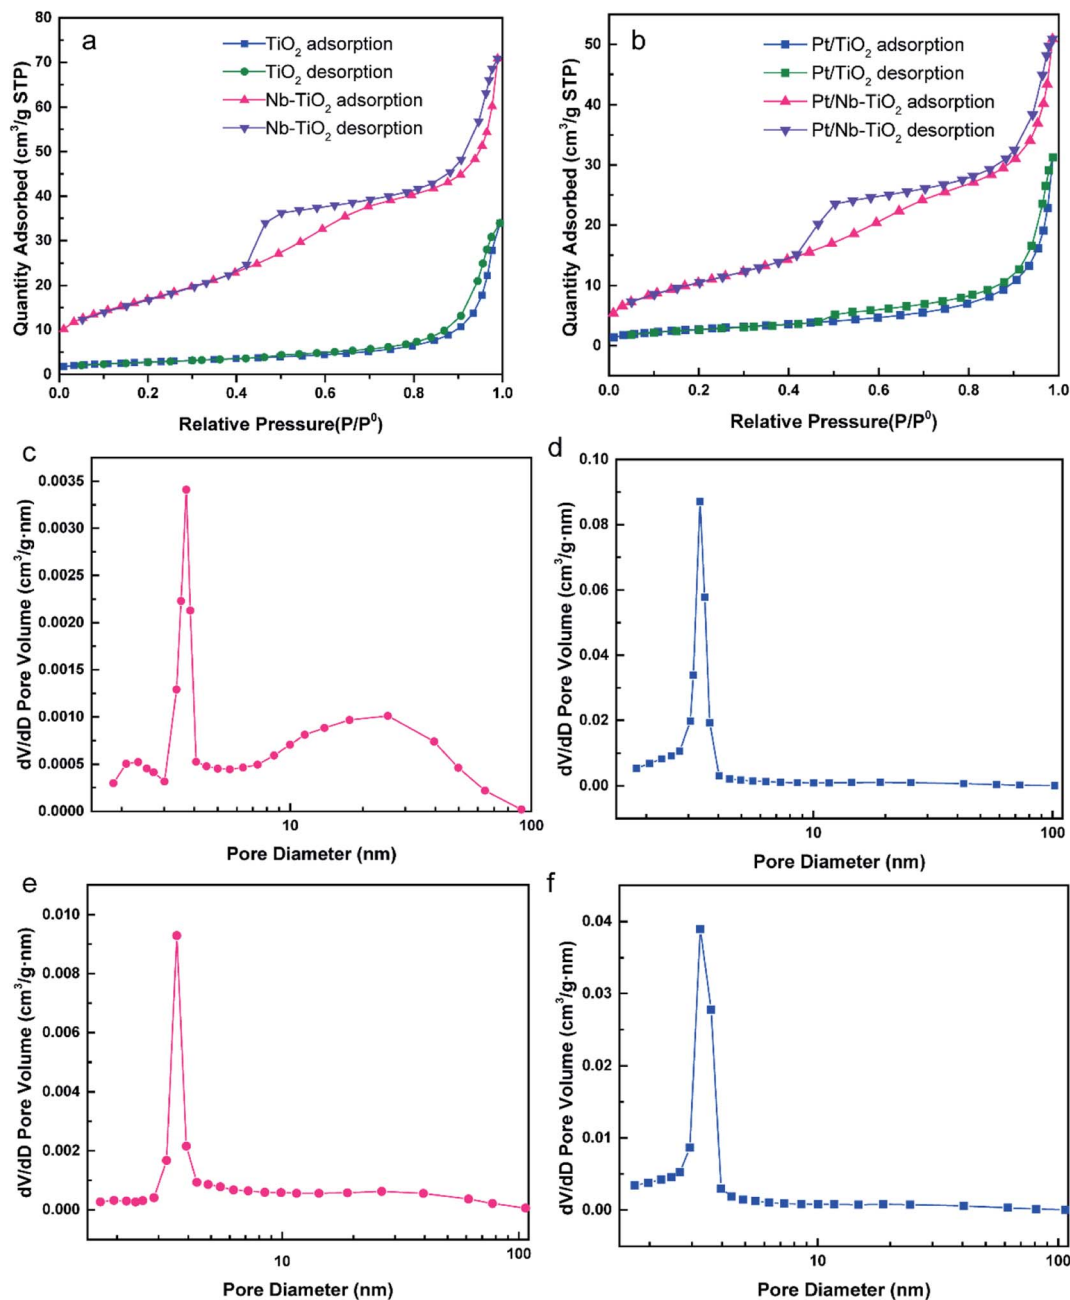 a
80
70
60
50
40
30
20
10
0
Quantity Adsorbed (cm³/g STP)
TiO₂ adsorption
TiO₂ desorption
Nb-TiO₂ adsorption
Nb-TiO₂ desorption
0.0 0.2 0.4 0.6 0.8 1.0
Relative Pressure(P/P⁰)
b
50
40
30
20
10
0
Quantity Adsorbed (cm³/g STP)
Pt/TiO₂ adsorption
Pt/TiO₂ desorption
Pt/Nb-TiO₂ adsorption
Pt/Nb-TiO₂ desorption
0.0 0.2 0.4 0.6 0.8 1.0
Relative Pressure(P/P⁰)
c
0.0035
0.0030
0.0025
0.0020
0.0015
0.0010
0.0005
0.0000
dV/dD Pore Volume (cm³/g·nm)
10 100
Pore Diameter (nm)
d
0.10
0.08
0.06
0.04
0.02
0.00
dV/dD Pore Volume (cm³/g·nm)
10 100
Pore Diameter (nm)
e
0.010
0.008
0.006
0.004
0.002
0.000
dV/dD Pore Volume (cm³/g·nm)
10 100
Pore Diameter (nm)
f
0.04
0.03
0.02
0.01
0.00
dV/dD Pore Volume (cm³/g·nm)
10 100
Pore Diameter (nm)